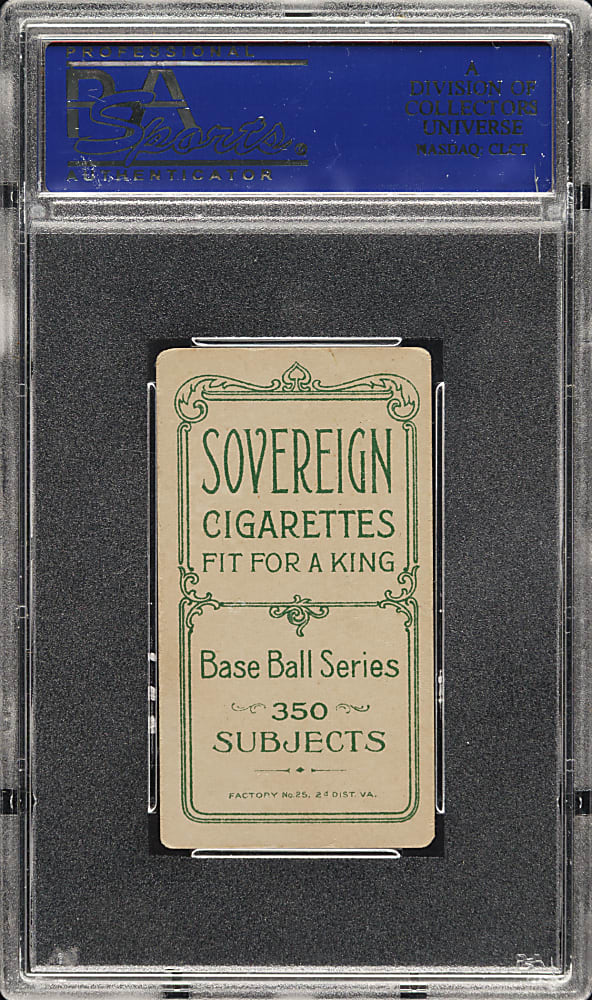 PROFESSIONAL
PSA
Sports
AUTHENTICATOR
A
DIVISION OF
COLLECTORS
UNIVERSE
NASDAQ: CLCT
SOVEREIGN
CIGARETTES
FIT FOR A KING
Base Ball Series
350
SUBJECTS
FACTORY No. 25, 2d DIST. VA.
PSA